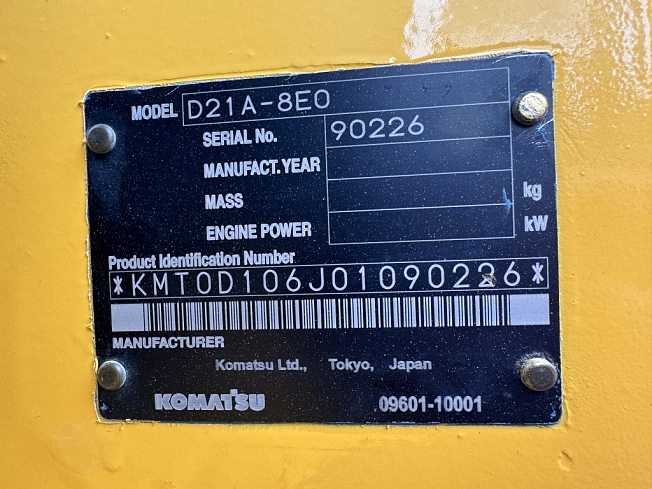 MODEL D21A-8E0
SERIAL No. 90226
MANUFACT.YEAR
MASS kg
ENGINE POWER kW
Product Identification Number
*KMT0D106J01090226*
MANUFACTURER
Komatsu Ltd., Tokyo, Japan
KOMATSU 09601-10001